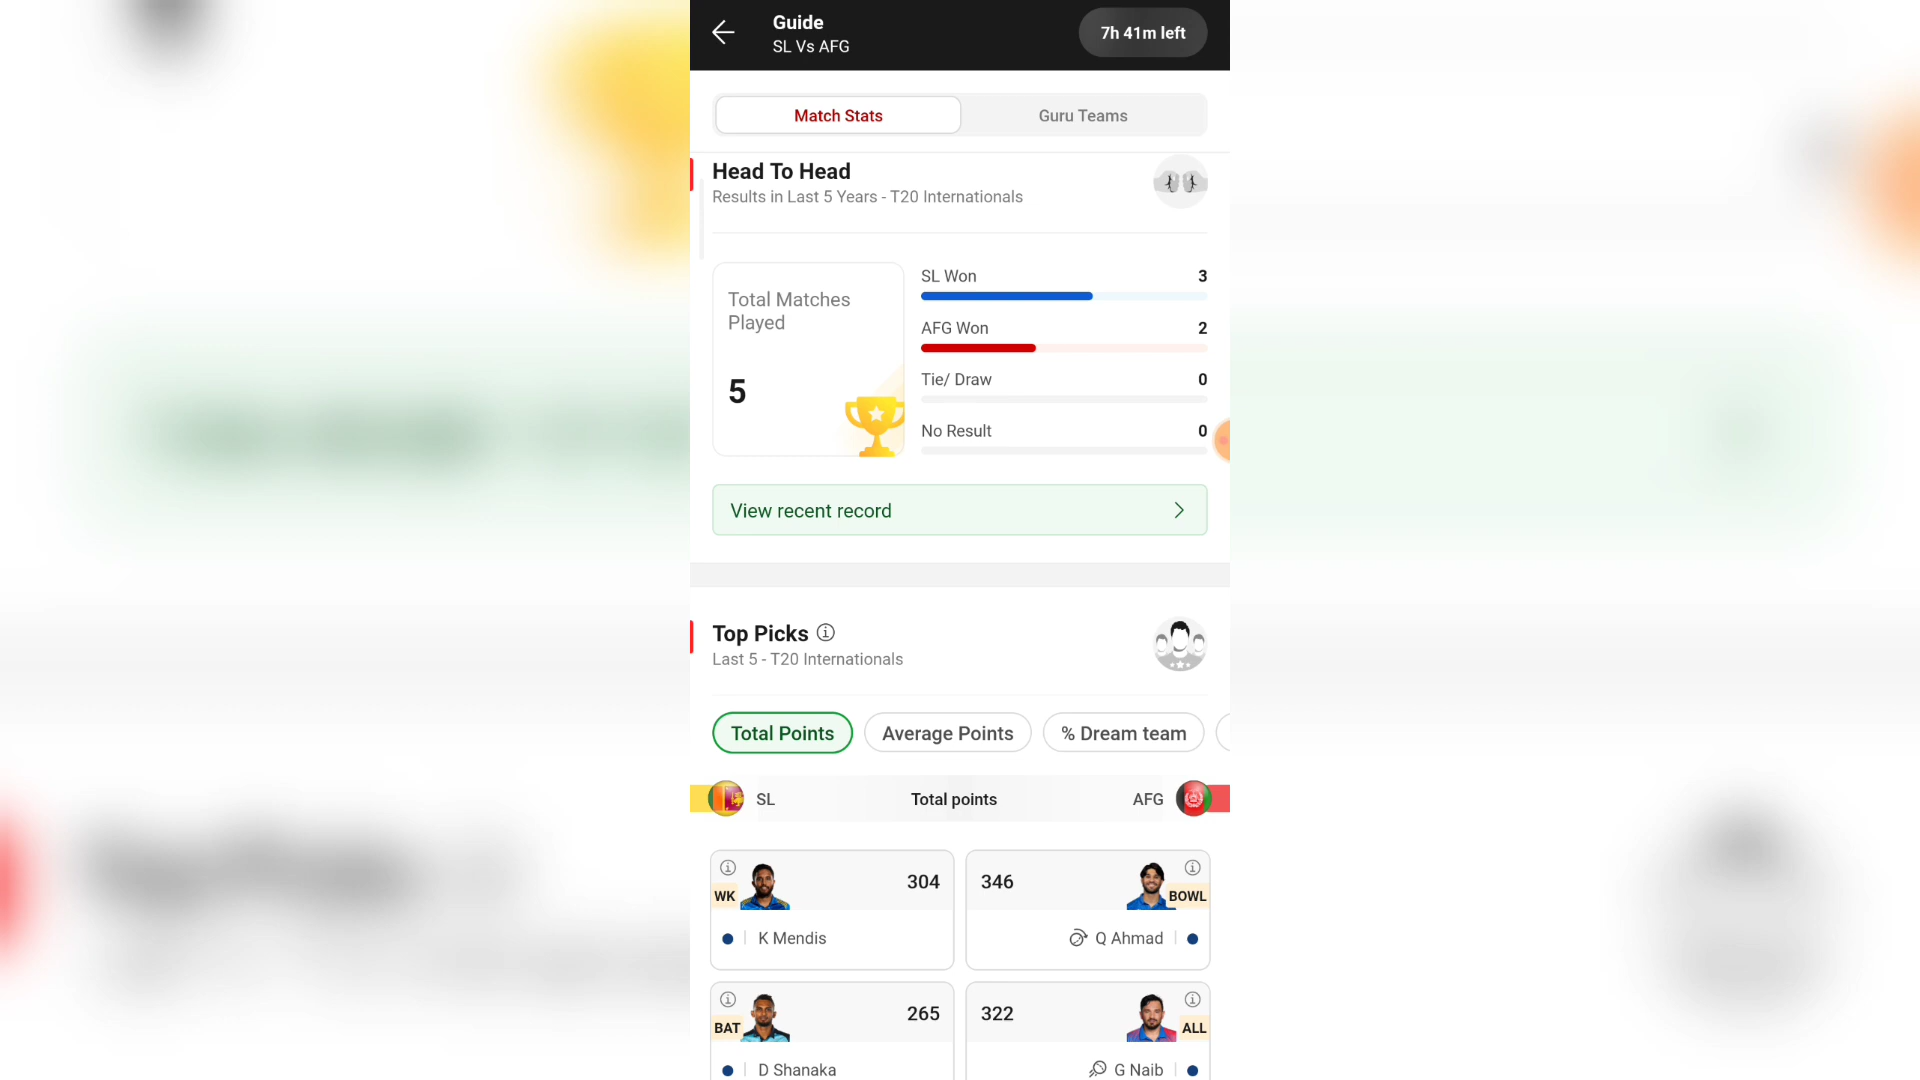 Guide
SL Vs AFG
7h 41m left
Match Stats
Guru Teams
Head To Head
Results in Last 5 Years - T20 Internationals
Total Matches
Played
5
SL Won 3
AFG Won 2
Tie/ Draw 0
No Result 0
View recent record
Top Picks
Last 5 - T20 Internationals
Total Points
Average Points
% Dream team
SL
Total points
AFG
WK
304
K Mendis
346
BOWL
Q Ahmad
BAT
265
D Shanaka
322
ALL
G Naib